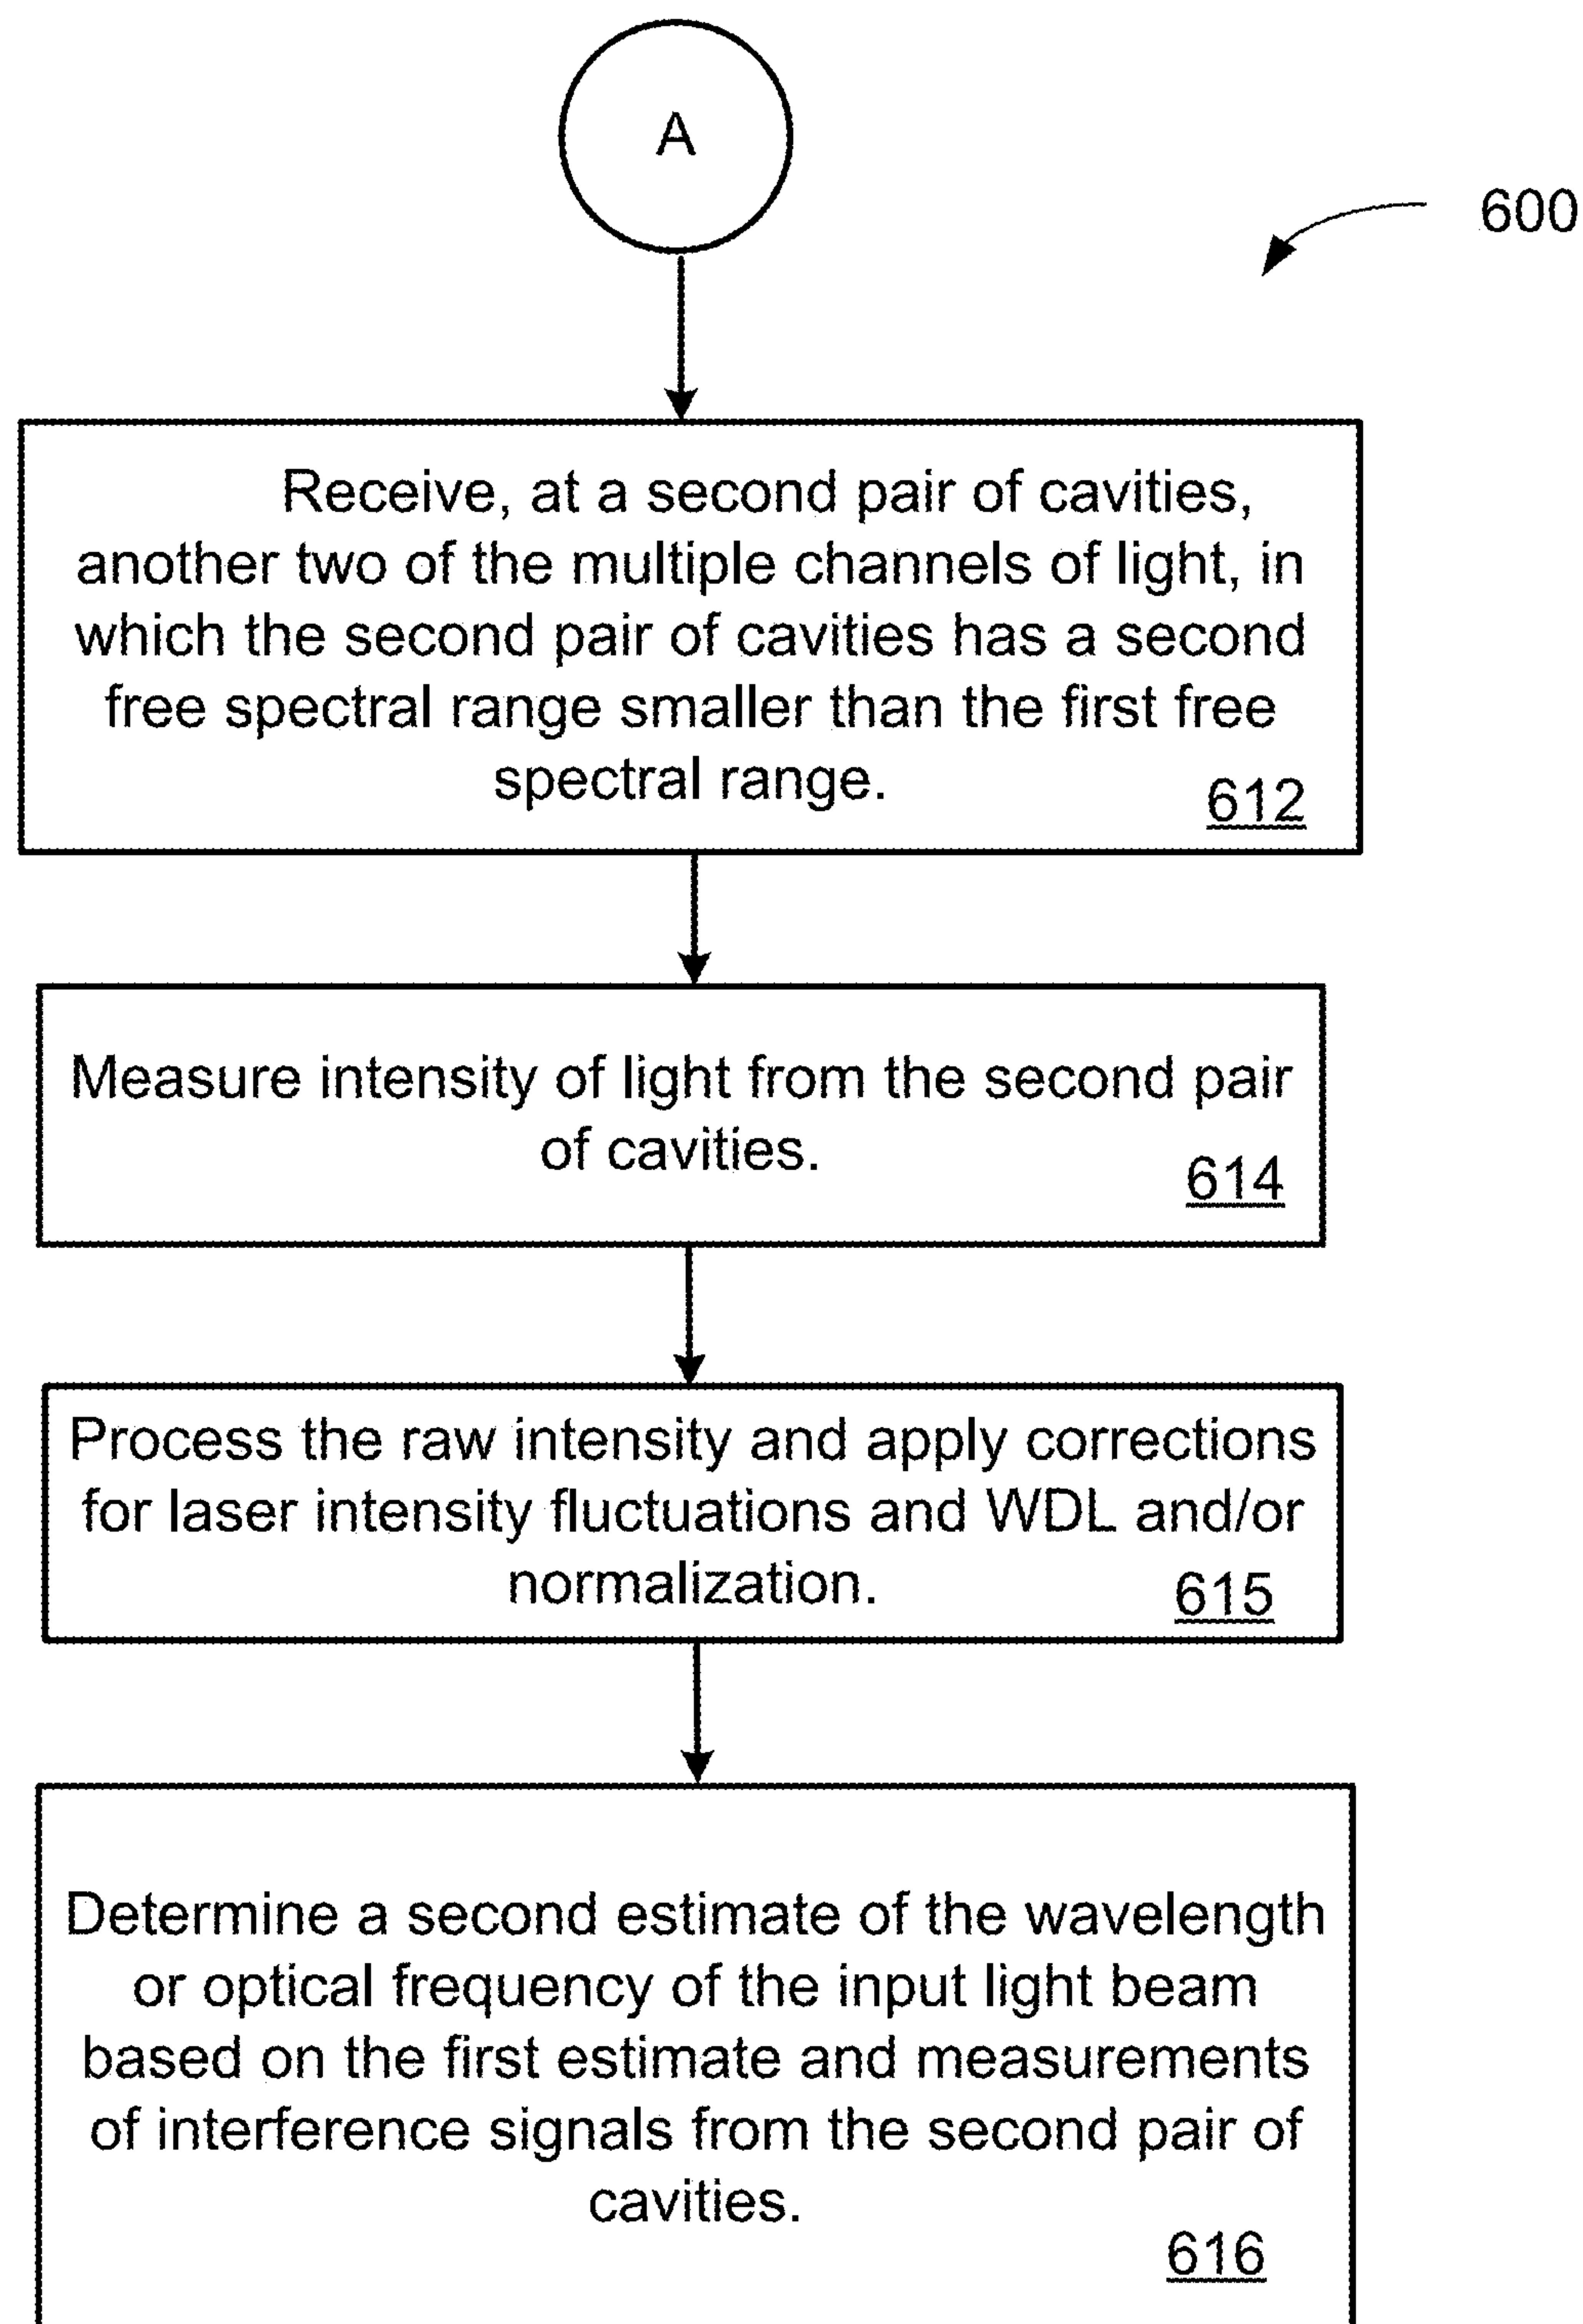 A
600
Receive, at a second pair of cavities,
another two of the multiple channels of light, in
which the second pair of cavities has a second
free spectral range smaller than the first free
spectral range.
612
Measure intensity of light from the second pair
of cavities.
614
Process the raw intensity and apply corrections
for laser intensity fluctuations and WDL and/or
normalization.
615
Determine a second estimate of the wavelength
or optical frequency of the input light beam
based on the first estimate and measurements
of interference signals from the second pair of
cavities.
616